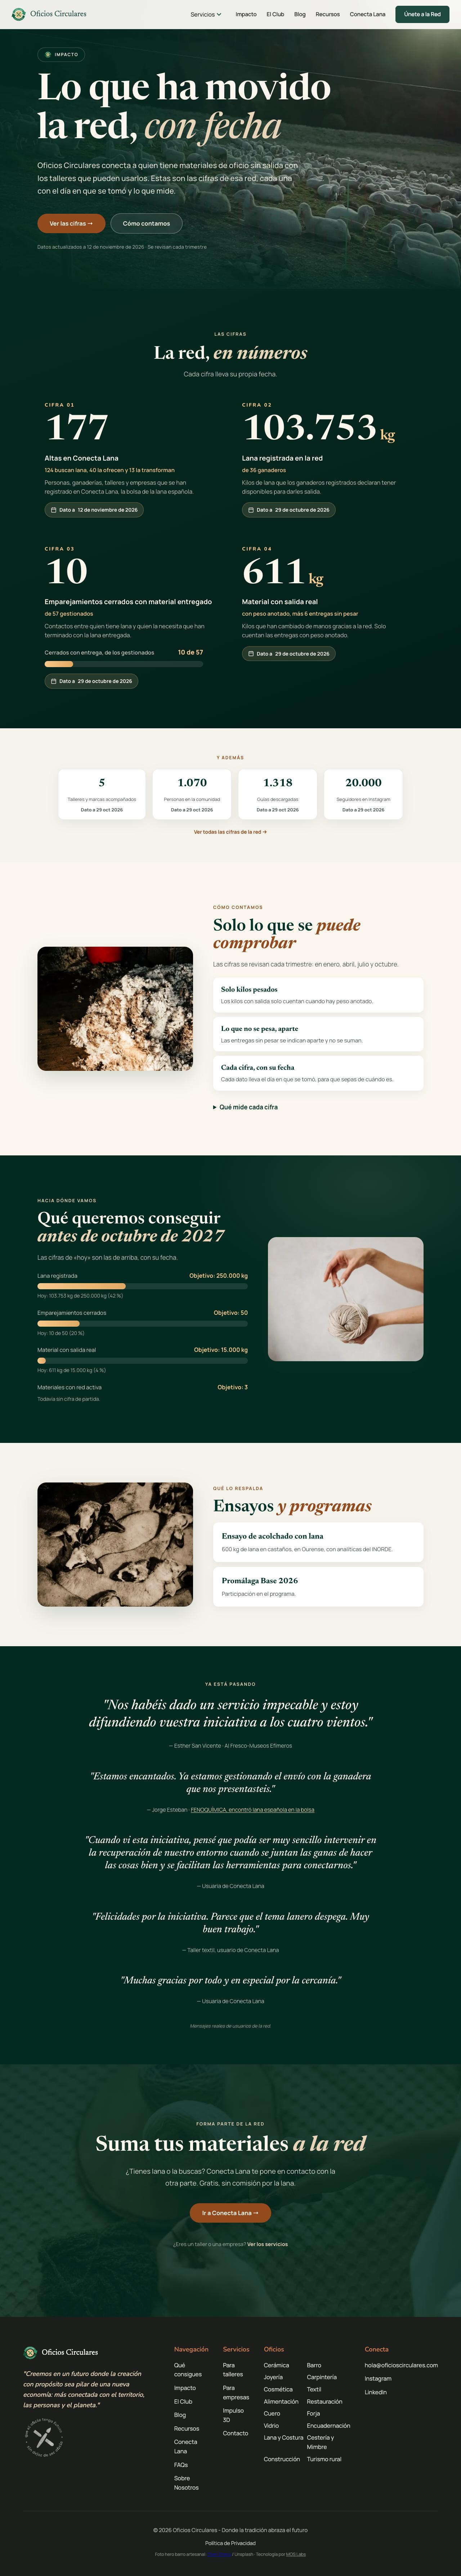 Oficios Circulares
Servicios Impacto El Club Blog Recursos Conecta Lana Únete a la Red
IMPACTO
Lo que ha movido
la red, con fecha
Oficios Circulares conecta a quien tiene materiales de oficio sin salida con
los talleres que pueden usarlos. Estas son las cifras de esa red, cada una
con el día en que se tomó y lo que mide.
Ver las cifras → Cómo contamos
Datos actualizados a 12 de noviembre de 2026 · Se revisan cada trimestre
LAS CIFRAS
La red, en números
Cada cifra lleva su propia fecha.
CIFRA 01
177
Altas en Conecta Lana
124 buscan lana, 40 la ofrecen y 13 la transforman
Personas, ganaderías, talleres y empresas que se han
registrado en Conecta Lana, la bolsa de la lana española.
Dato a 12 de noviembre de 2026
CIFRA 02
103.753 kg
Lana registrada en la red
de 36 ganaderos
Kilos de lana que los ganaderos registrados declaran tener
disponibles para darles salida.
Dato a 29 de octubre de 2026
CIFRA 03
10
Emparejamientos cerrados con material entregado
de 57 gestionados
Contactos entre quien tiene lana y quien la necesita que han
terminado con la lana entregada.
Cerrados con entrega, de los gestionados 10 de 57
Dato a 29 de octubre de 2026
CIFRA 04
611 kg
Material con salida real
con peso anotado, más 6 entregas sin pesar
Kilos que han cambiado de manos gracias a la red. Solo
cuentan las entregas con peso anotado.
Dato a 29 de octubre de 2026
Y ADEMÁS
5
Talleres y marcas acompañados
Dato a 29 oct 2026
1.070
Personas en la comunidad
Dato a 29 oct 2026
1.318
Guías descargadas
Dato a 29 oct 2026
20.000
Seguidores en Instagram
Dato a 29 oct 2026
Ver todas las cifras de la red →
CÓMO CONTAMOS
Solo lo que se puede
comprobar
Las cifras se revisan cada trimestre: en enero, abril, julio y octubre.
Solo kilos pesados
Los kilos con salida solo cuentan cuando hay peso anotado.
Lo que no se pesa, aparte
Las entregas sin pesar se indican aparte y no se suman.
Cada cifra, con su fecha
Cada dato lleva el día en que se tomó, para que sepas de cuándo es.
▶ Qué mide cada cifra
HACIA DÓNDE VAMOS
Qué queremos conseguir
antes de octubre de 2027
Las cifras de «hoy» son las de arriba, con su fecha.
Lana registrada Objetivo: 250.000 kg
Hoy: 103.753 kg de 250.000 kg (42 %)
Emparejamientos cerrados Objetivo: 50
Hoy: 10 de 50 (20 %)
Material con salida real Objetivo: 15.000 kg
Hoy: 611 kg de 15.000 kg (4 %)
Materiales con red activa Objetivo: 3
Todavía sin cifra de partida.
QUÉ LO RESPALDA
Ensayos y programas
Ensayo de acolchado con lana
600 kg de lana en castaños, en Ourense, con analíticas del INORDE.
Promálaga Base 2026
Participación en el programa.
YA ESTÁ PASANDO
"Nos habéis dado un servicio impecable y estoy
difundiendo vuestra iniciativa a los cuatro vientos."
— Esther San Vicente · Al Fresco-Museos Efímeros
"Estamos encantados. Ya estamos gestionando el envío con la ganadera
que nos presentasteis."
— Jorge Esteban · FENOQUÍMICA, encontró lana española en la bolsa
"Cuando vi esta iniciativa, pensé que podía ser muy sencillo intervenir en
la recuperación de nuestro entorno cuando se juntan las ganas de hacer
las cosas bien y se facilitan las herramientas para conectarnos."
— Usuaria de Conecta Lana
"Felicidades por la iniciativa. Parece que el tema lanero despega. Muy
buen trabajo."
— Taller textil, usuario de Conecta Lana
"Muchas gracias por todo y en especial por la cercanía."
— Usuaria de Conecta Lana
Mensajes reales de usuarios de la red.
FORMA PARTE DE LA RED
Suma tus materiales a la red
¿Tienes lana o la buscas? Conecta Lana te pone en contacto con la
otra parte. Gratis, sin comisión por la lana.
Ir a Conecta Lana →
¿Eres un taller o una empresa? Ver los servicios
Oficios Circulares
"Creemos en un futuro donde la creación
con propósito sea pilar de una nueva
economía: más conectada con el territorio,
las personas y el planeta."
Navegación
Qué
consigues
Impacto
El Club
Blog
Recursos
Conecta
Lana
FAQs
Sobre
Nosotros
Servicios
Para
talleres
Para
empresas
Impulso
3D
Contacto
Oficios
Cerámica Barro
Joyería Carpintería
Cosmética Textil
Alimentación Restauración
Cuero Forja
Vidrio Encuadernación
Lana y Costura Cestería y
Mimbre
Construcción Turismo rural
Conecta
hola@oficioscirculares.com
Instagram
LinkedIn
© 2026 Oficios Circulares - Donde la tradición abraza el futuro
Política de Privacidad
Foto hero barro artesanal: / Unsplash · Tecnología por MOS Labs